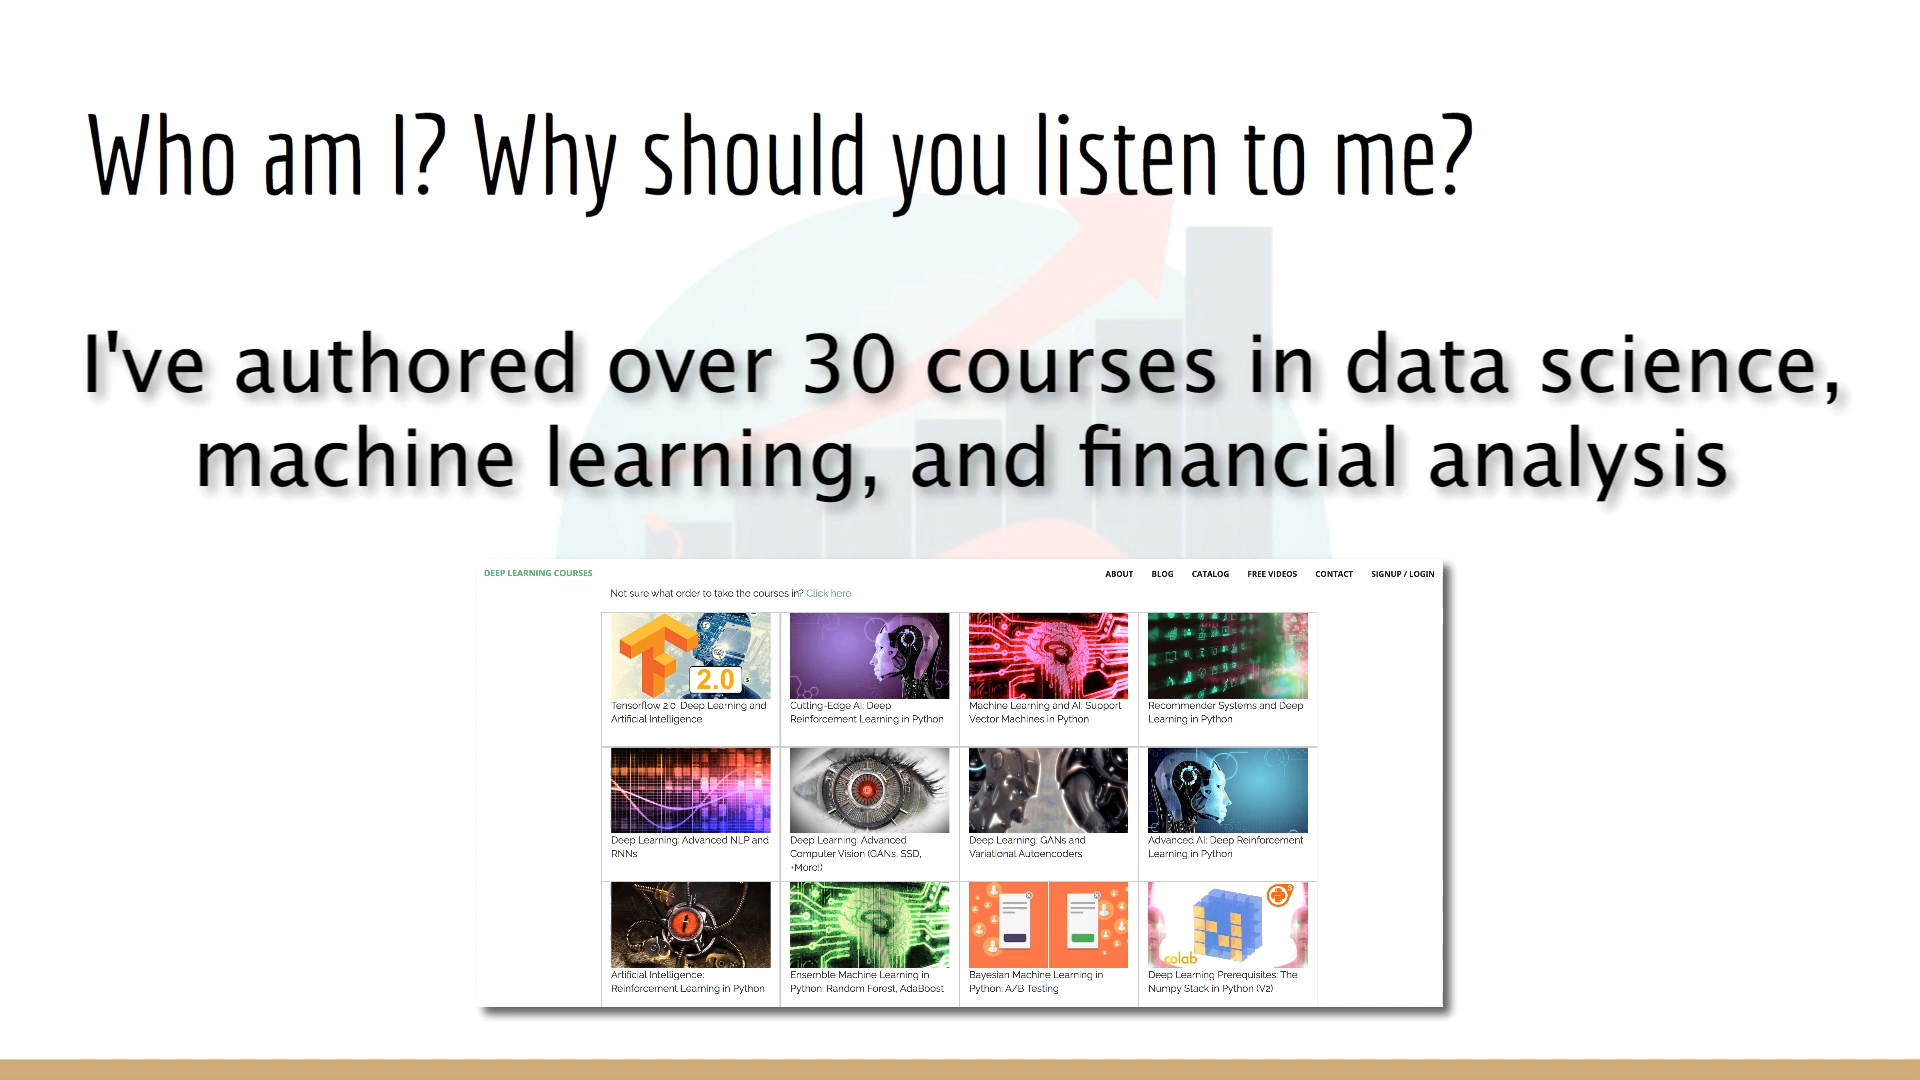 Who am I? Why should you listen to me?
I've authored over 30 courses in data science,
machine learning, and financial analysis
DEEP LEARNING COURSES
ABOUT BLOG CATALOG FREE VIDEOS CONTACT SIGNUP / LOGIN
Not sure what order to take the courses in? Click here
2.0
Tensorflow 2.0: Deep Learning and
Artificial Intelligence
Cutting-Edge AI: Deep
Reinforcement Learning in Python
Machine Learning and AI: Support
Vector Machines in Python
Recommender Systems and Deep
Learning in Python
Deep Learning: Advanced NLP and
RNNs
Deep Learning: Advanced
Computer Vision (GANs, SSD,
+More!)
Deep Learning: GANs and
Variational Autoencoders
Advanced AI: Deep Reinforcement
Learning in Python
colab
Artificial Intelligence:
Reinforcement Learning in Python
Ensemble Machine Learning in
Python: Random Forest, AdaBoost
Bayesian Machine Learning in
Python: A/B Testing
Deep Learning Prerequisites: The
Numpy Stack in Python (V2)